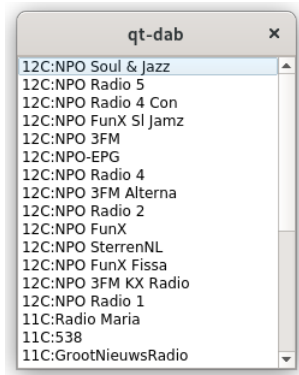 qt-dab
12C:NPO Soul & Jazz
12C:NPO Radio 5
12C:NPO Radio 4 Con
12C:NPO FunX Sl Jamz
12C:NPO 3FM
12C:NPO-EPG
12C:NPO Radio 4
12C:NPO 3FM Alterna
12C:NPO Radio 2
12C:NPO FunX
12C:NPO SterrenNL
12C:NPO FunX Fissa
12C:NPO 3FM KX Radio
12C:NPO Radio 1
11C:Radio Maria
11C:538
11C:GrootNieuwsRadio